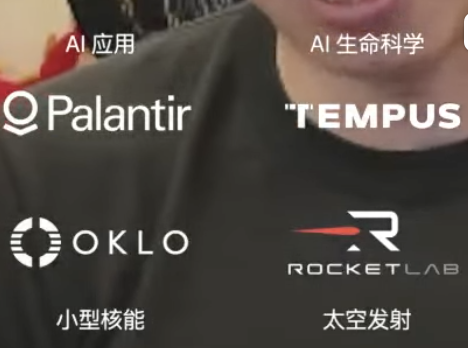 AI 应用
AI 生命科学
Palantir
TEMPUS
OKLO
ROCKETLAB
小型核能
太空发射